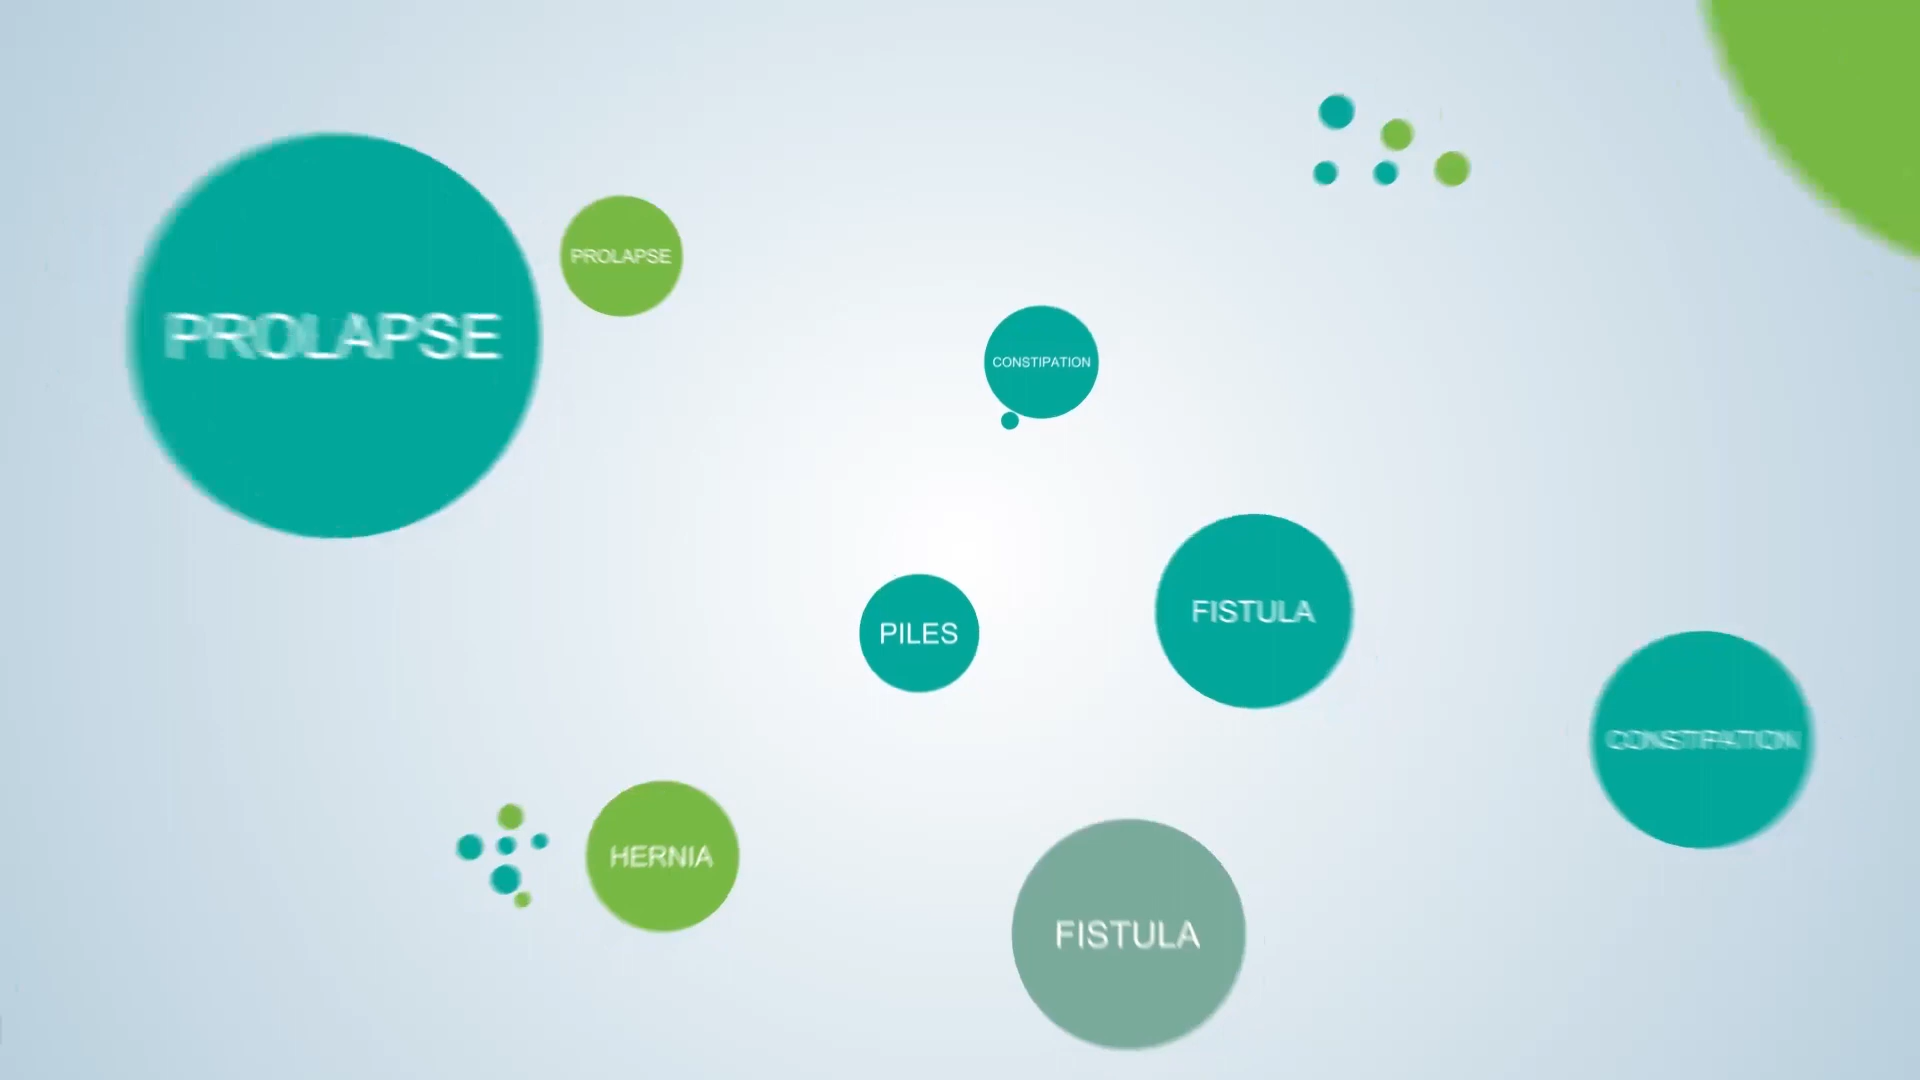 PROLAPSE
PROLAPSE
CONSTIPATION
FISTULA
PILES
CONSTIPATION
HERNIA
FISTULA